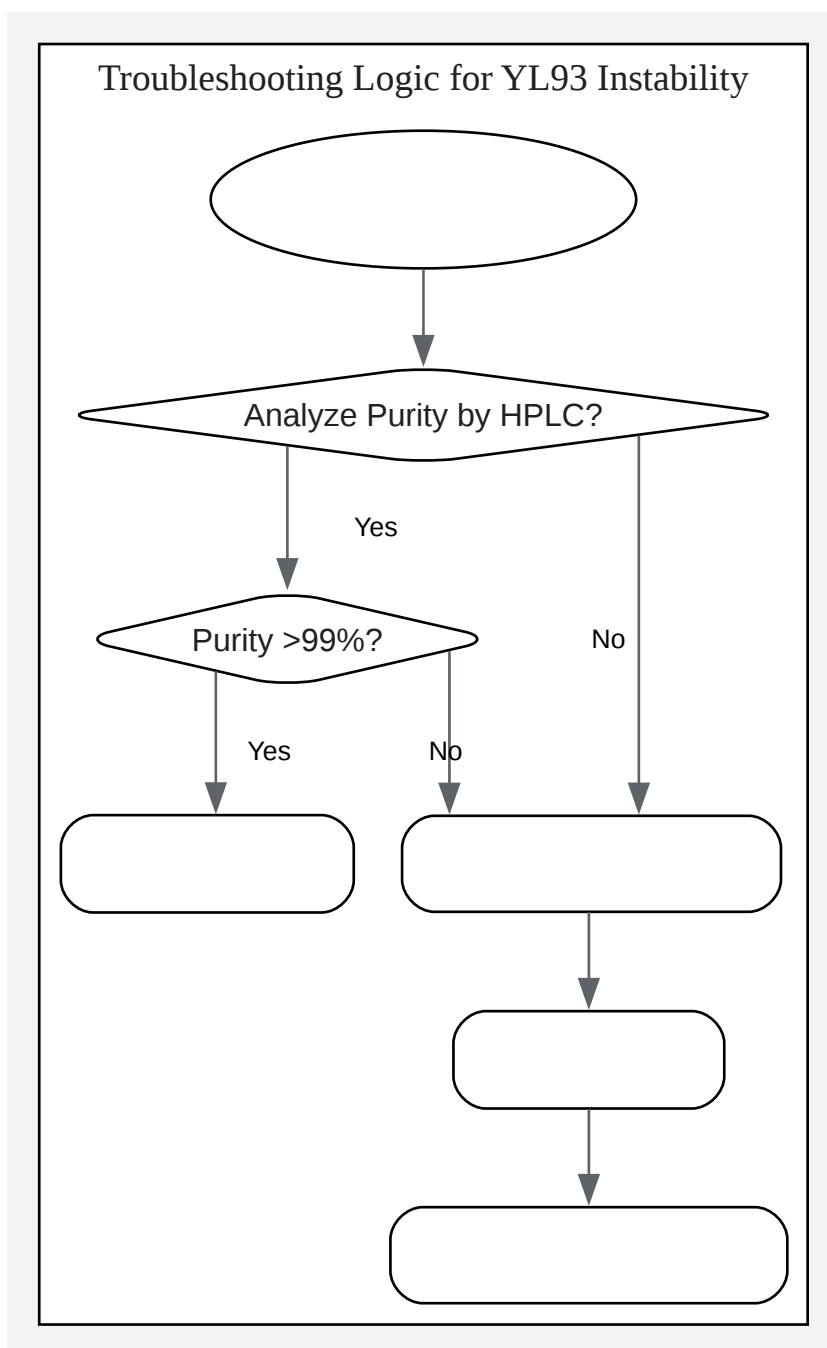 Troubleshooting Logic for YL93 Instability
Analyze Purity by HPLC?
Yes
Purity >99%?
No
Yes
No